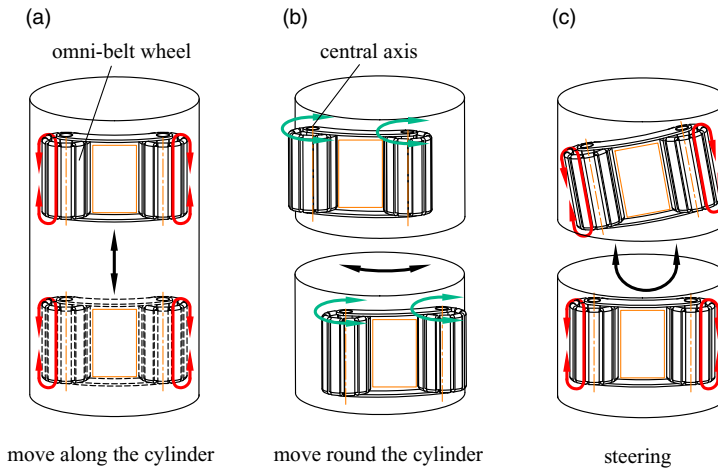 (a)
(b)
(c)
omni-belt wheel
central axis
move along the cylinder
move round the cylinder
steering